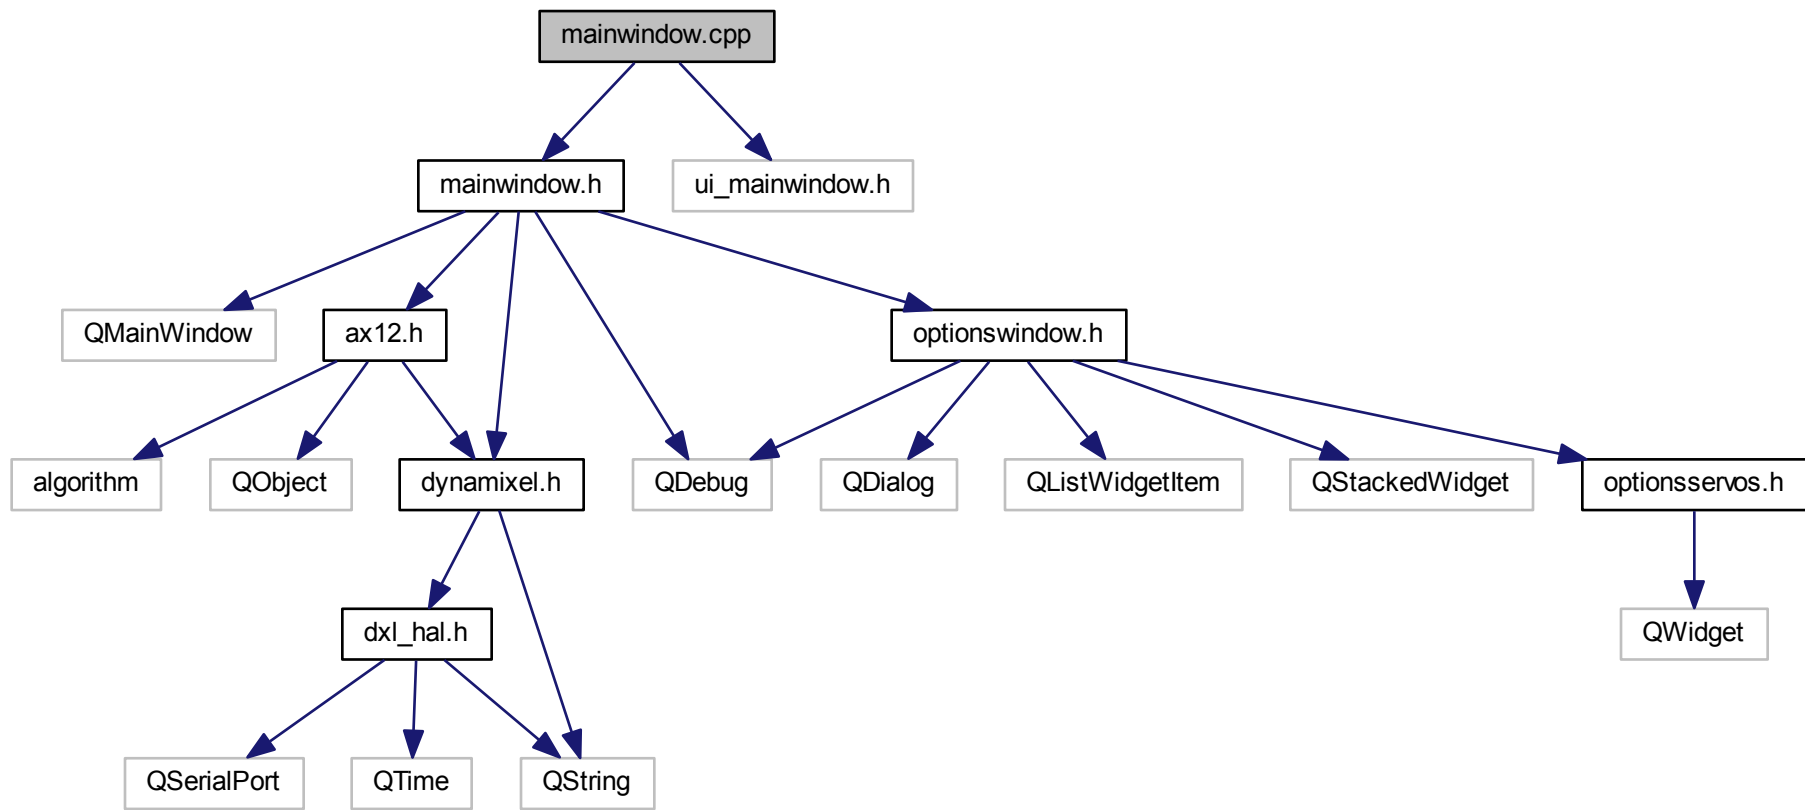 mainwindow.cpp
mainwindow.h
ui_mainwindow.h
QMainWindow
ax12.h
optionswindow.h
algorithm
QObject
dynamixel.h
QDebug
QDialog
QListWidgetItem
QStackedWidget
optionsservos.h
dxl_hal.h
QWidget
QSerialPort
QTime
QString